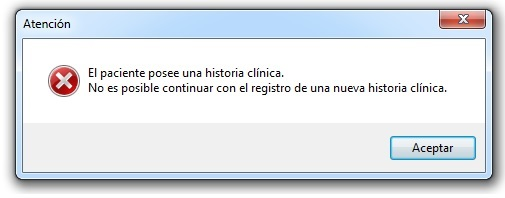 Atención
El paciente posee una historia clínica.
No es posible continuar con el registro de una nueva historia clínica.
Aceptar